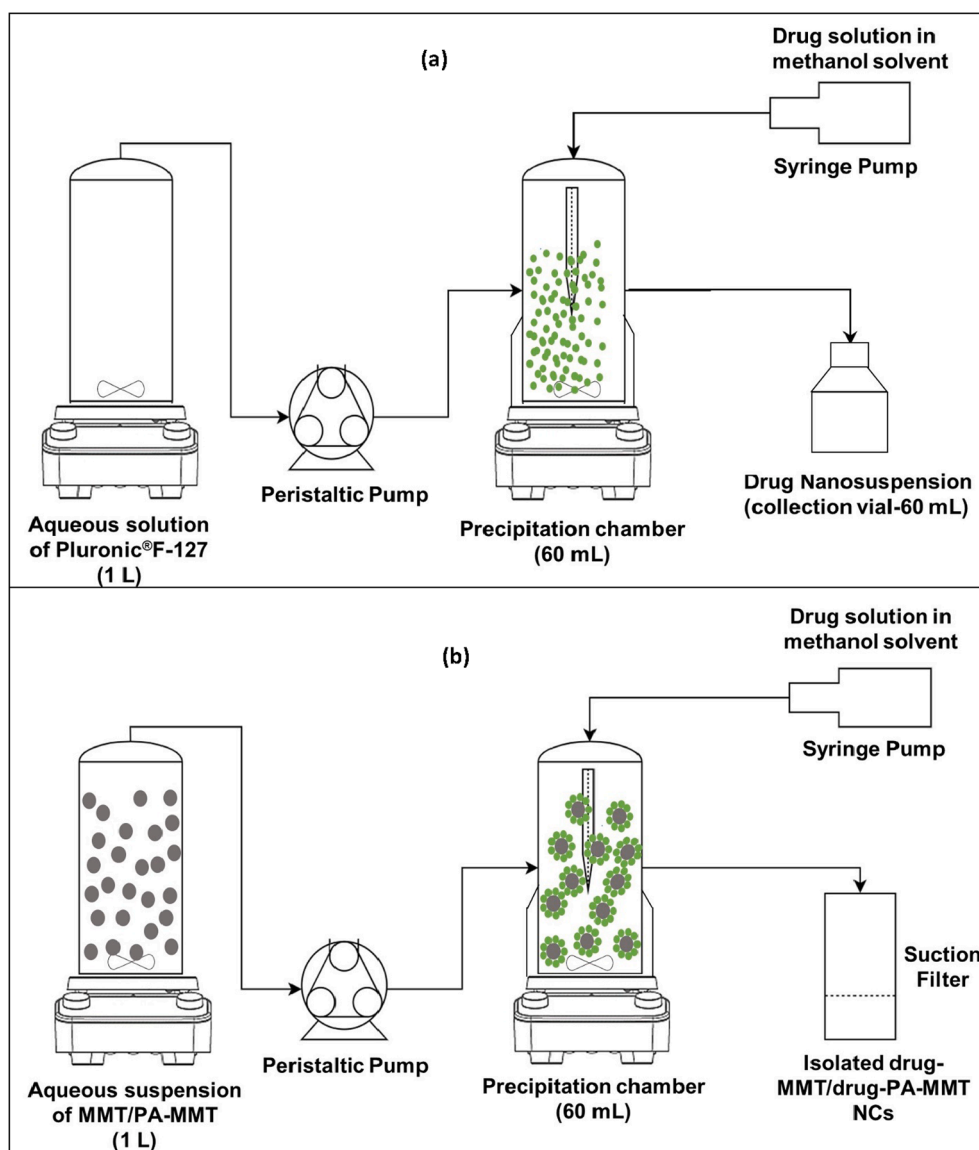 (a)
Drug solution in
methanol solvent
Syringe Pump
Peristaltic Pump
Aqueous solution
of Pluronic®F-127
(1 L)
Precipitation chamber
(60 mL)
Drug Nanosuspension
(collection vial-60 mL)
(b)
Drug solution in
methanol solvent
Syringe Pump
Suction
Filter
Peristaltic Pump
Aqueous suspension
of MMT/PA-MMT
(1 L)
Precipitation chamber
(60 mL)
Isolated drug-
MMT/drug-PA-MMT
NCs